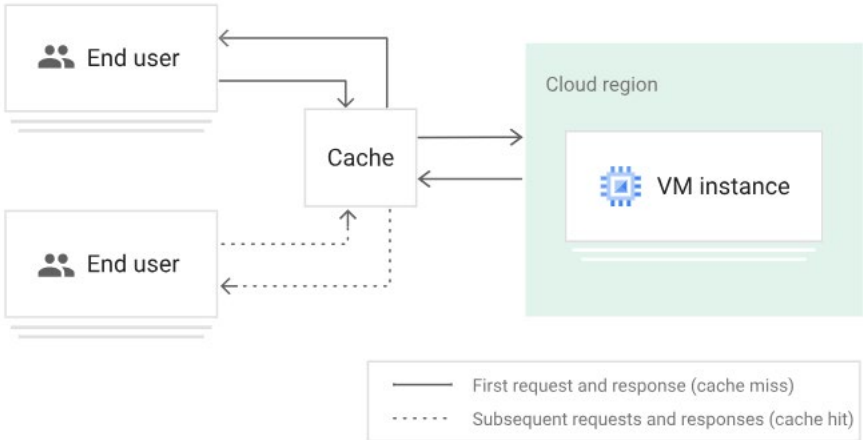 End user
Cloud region
Cache
VM instance
End user
First request and response (cache miss)
Subsequent requests and responses (cache hit)